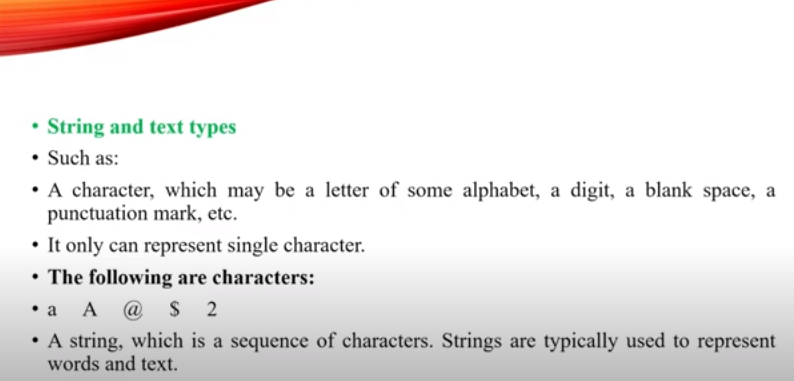 • String and text types
• Such as:
• A character, which may be a letter of some alphabet, a digit, a blank space, a
punctuation mark, etc.
• It only can represent single character.
• The following are characters:
• a A @ $ 2
• A string, which is a sequence of characters. Strings are typically used to represent
words and text.